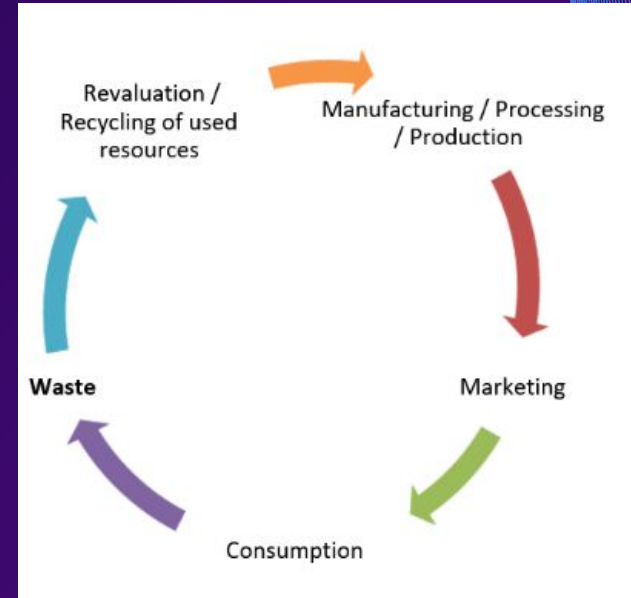 Revaluation /
Recycling of used
resources
Manufacturing / Processing
/ Production
Marketing
Consumption
Waste